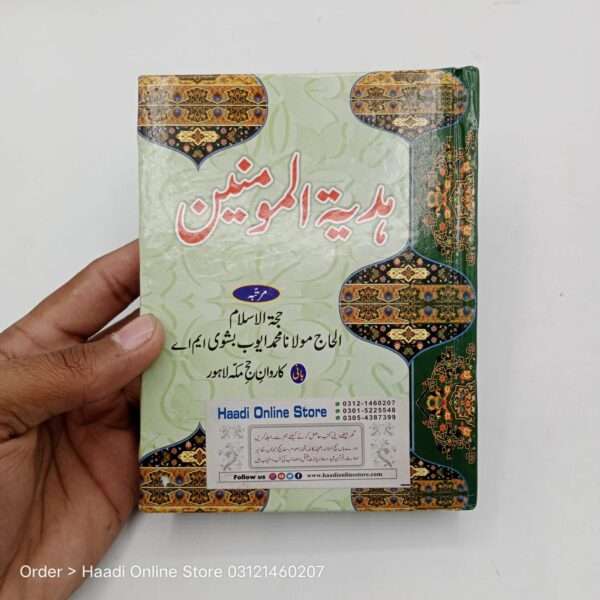 ہدیۃ المومنین
مرتبہ
حجۃ الاسلام
الحاج مولانا محمد ایوب بشوی ایم اے
بانی کاروانِ حج مکہ لاہور
Haadi Online Store
0312-1460207
0301-5225548
0305-4387399
Follow us
www.haadionlinestore.com
Order > Haadi Online Store 03121460207